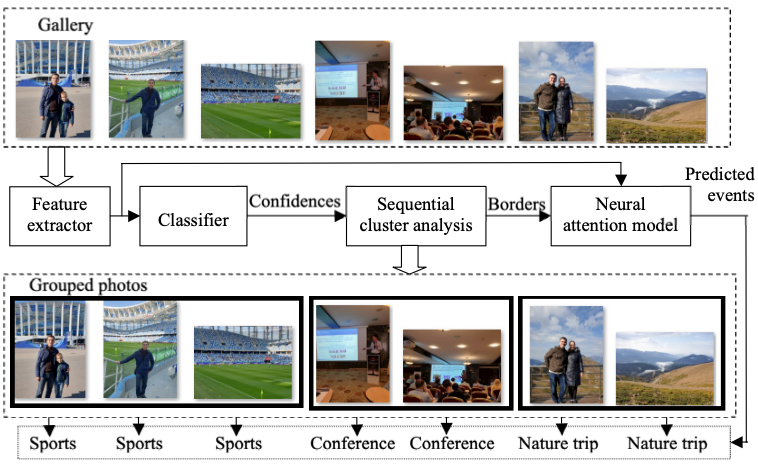 Gallery
Feature
extractor
Classifier
Confidences
Sequential
cluster analysis
Borders
Neural
attention model
Predicted
events
Grouped photos
Sports
Sports
Sports
Conference
Conference
Nature trip
Nature trip